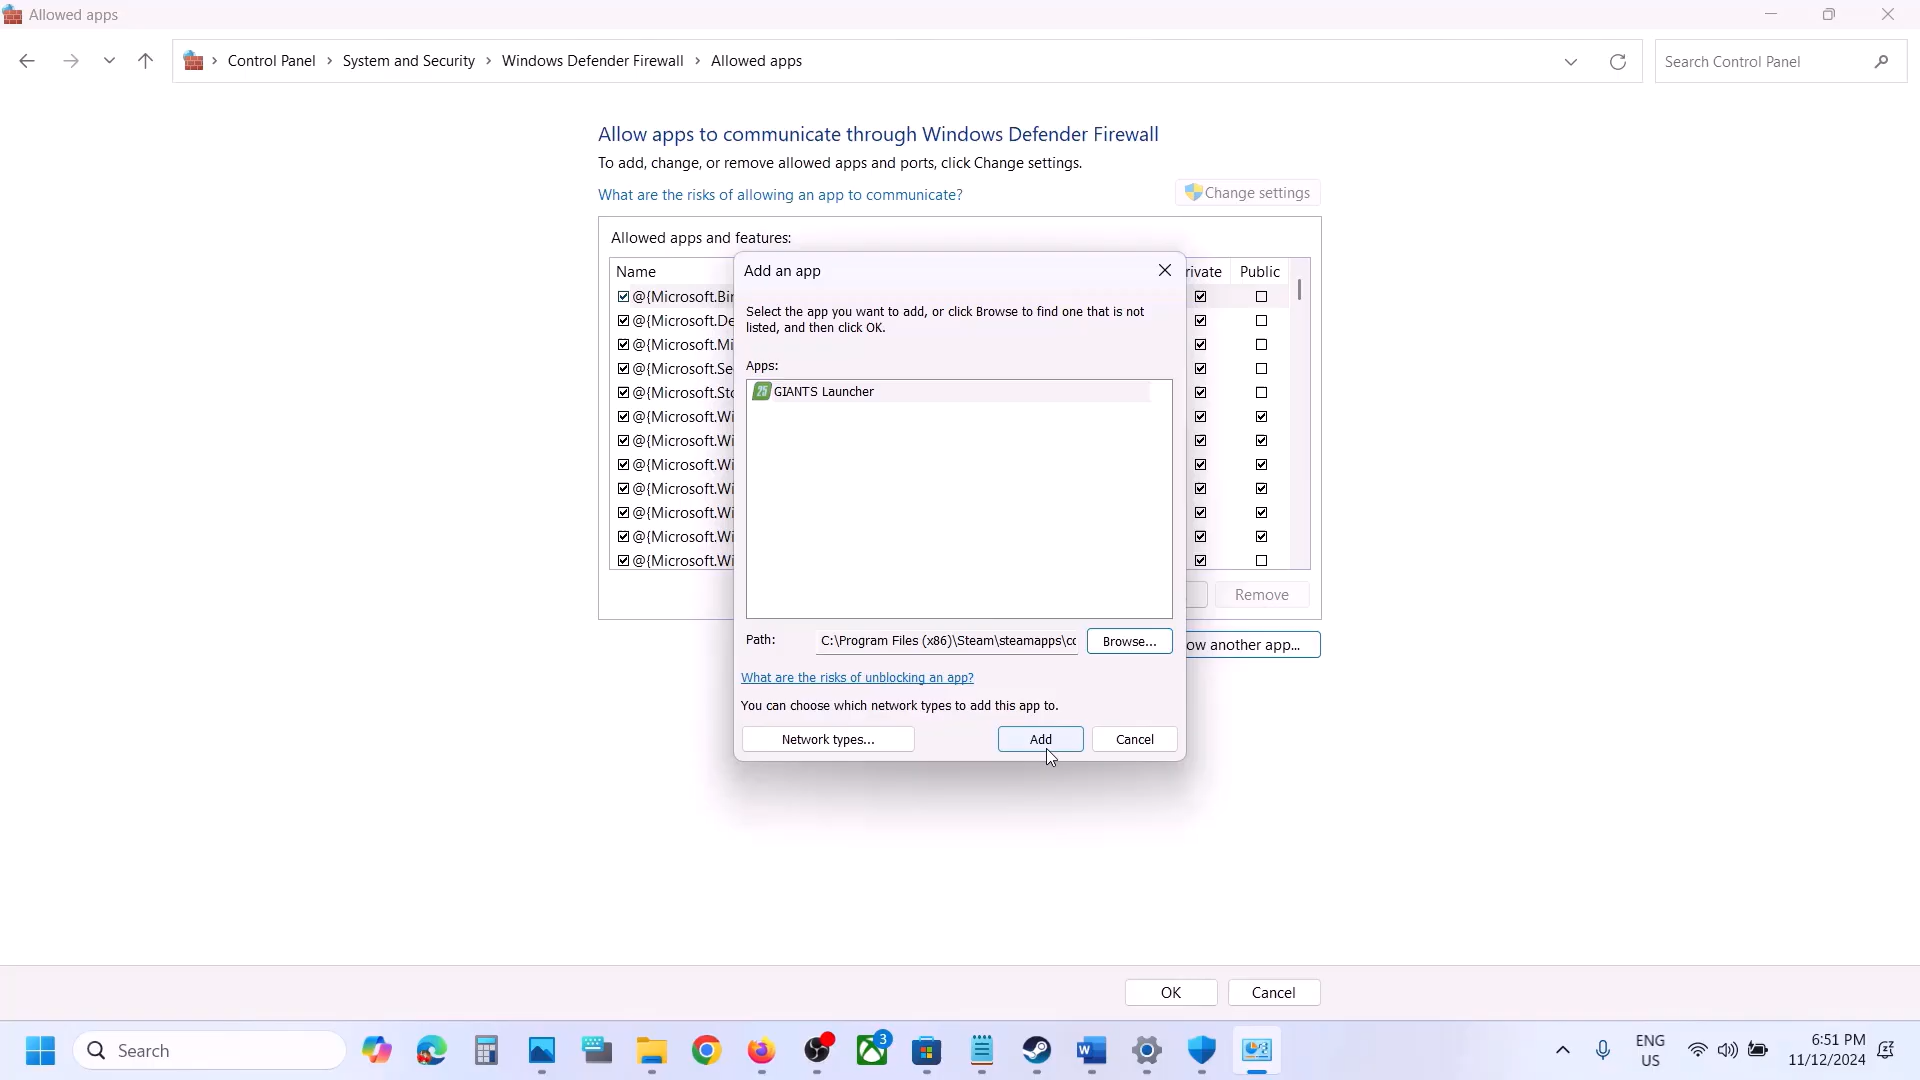 Allowed apps
Control Panel > System and Security > Windows Defender Firewall > Allowed apps
Search Control Panel
Allow apps to communicate through Windows Defender Firewall
To add, change, or remove allowed apps and ports, click Change settings.
What are the risks of allowing an app to communicate?
Change settings
Allowed apps and features:
Name
rivate
Public
@{Microsoft.Bin
@{Microsoft.De
@{Microsoft.Mi
@{Microsoft.Se
@{Microsoft.Sto
@{Microsoft.Wi
@{Microsoft.Wi
@{Microsoft.Wi
@{Microsoft.Wi
@{Microsoft.Wi
@{Microsoft.Wi
@{Microsoft.Wi
Add an app
Select the app you want to add, or click Browse to find one that is not
listed, and then click OK.
Apps:
25 GIANTS Launcher
Path:
C:\Program Files (x86)\Steam\steamapps\cc
Browse...
What are the risks of unblocking an app?
You can choose which network types to add this app to.
Network types...
Add
Cancel
Remove
ow another app...
OK
Cancel
Search
3
ENG
US
6:51 PM
11/12/2024